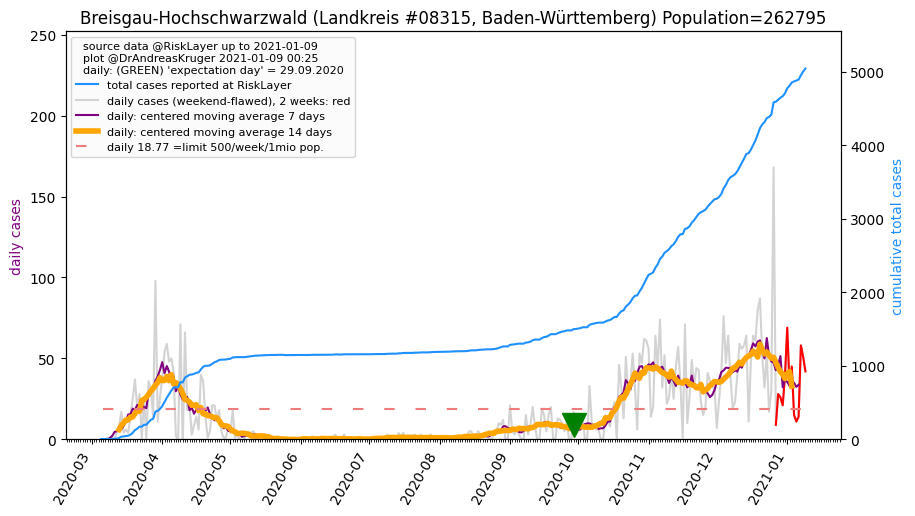 Breisgau-Hochschwarzwald (Landkreis #08315, Baden-Württemberg) Population=262795
source data @RiskLayer up to 2021-01-09
plot @DrAndreasKruger 2021-01-09 00:25
daily: (GREEN) 'expectation day' = 29.09.2020
total cases reported at RiskLayer
daily cases (weekend-flawed), 2 weeks: red
daily: centered moving average 7 days
daily: centered moving average 14 days
daily 18.77 =limit 500/week/1mio pop.
daily cases
250
200
150
100
50
0
cumulative total cases
5000
4000
3000
2000
1000
0
2020-03
2020-04
2020-05
2020-06
2020-07
2020-08
2020-09
2020-10
2020-11
2020-12
2021-01